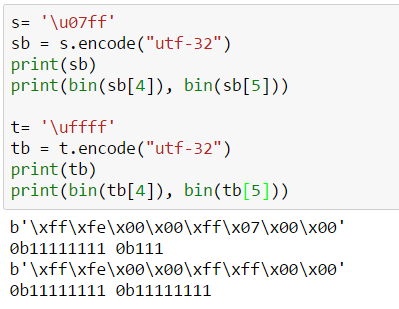 s= '\u07ff'
sb = s.encode("utf-32")
print(sb)
print(bin(sb[4]), bin(sb[5]))
t= '\uffff'
tb = t.encode("utf-32")
print(tb)
print(bin(tb[4]), bin(tb[5]))
b'\xff\xfe\x00\x00\xff\x07\x00\x00'
0b11111111 0b111
b'\xff\xfe\x00\x00\xff\xff\x00\x00'
0b11111111 0b11111111